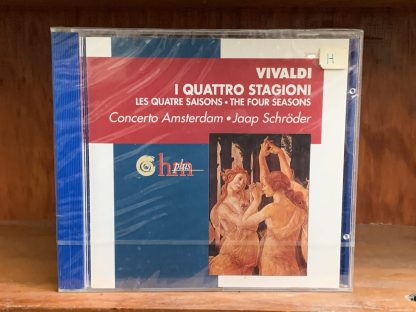 H
VIVALDI
I QUATTRO STAGIONI
LES QUATRE SAISONS • THE FOUR SEASONS
Concerto Amsterdam • Jaap Schröder
hm
plus